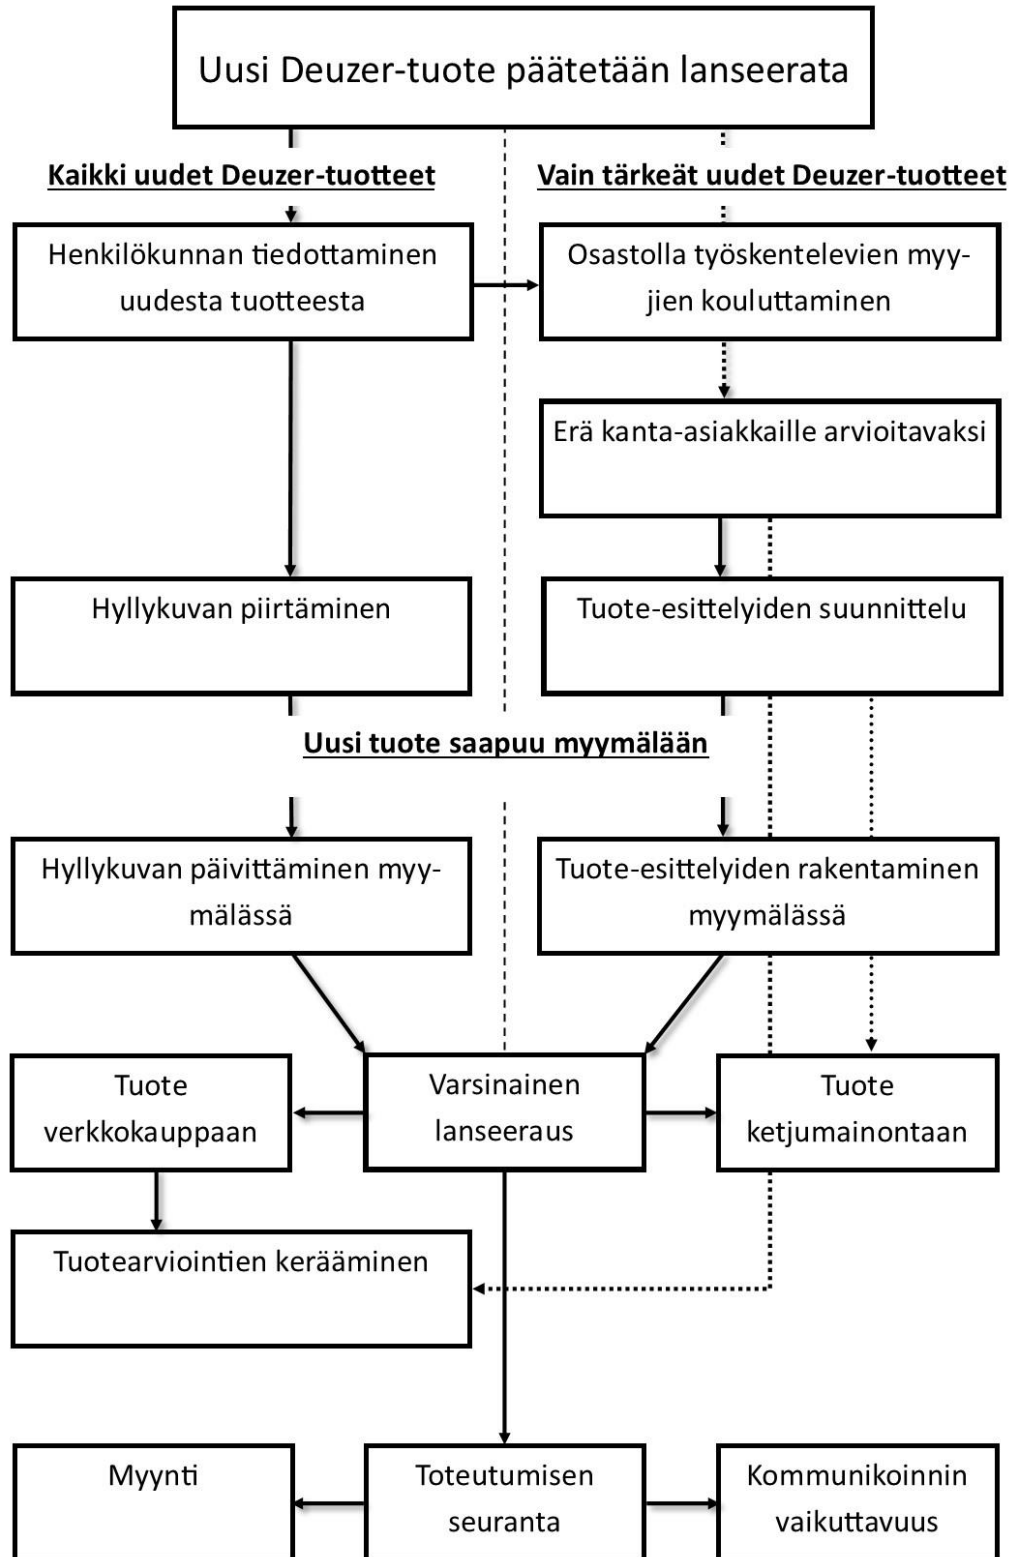 Uusi Deuzer-tuote päätetään lanseerata
Kaikki uudet Deuzer-tuotteet
Vain tärkeät uudet Deuzer-tuotteet
Henkilökunnan tiedottaminen
uudesta tuotteesta
Osastolla työskentelevien myy-
jien kouluttaminen
Erä kanta-asiakkaille arvioitavaksi
Hyllykuvan piirtäminen
Tuote-esittelyiden suunnittelu
Uusi tuote saapuu myymälään
Hyllykuvan päivittäminen myy-
mälässä
Tuote-esittelyiden rakentaminen
myymälässä
Tuote
verkkokauppaan
Varsinainen
lanseeraus
Tuote
ketjumainontaan
Tuotearviointien kerääminen
Myynti
Toteutumisen
seuranta
Kommunikoinnin
vaikuttavuus